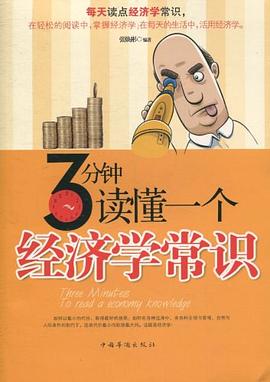 每天读点经济学常识，
在轻松的阅读中，掌握经济学；在每天的生活中，活用经济学。
张晓彬 编著
3分钟
读懂一个
经济学常识
Three Minutes
To read a economy knowledge
中国华侨出版社